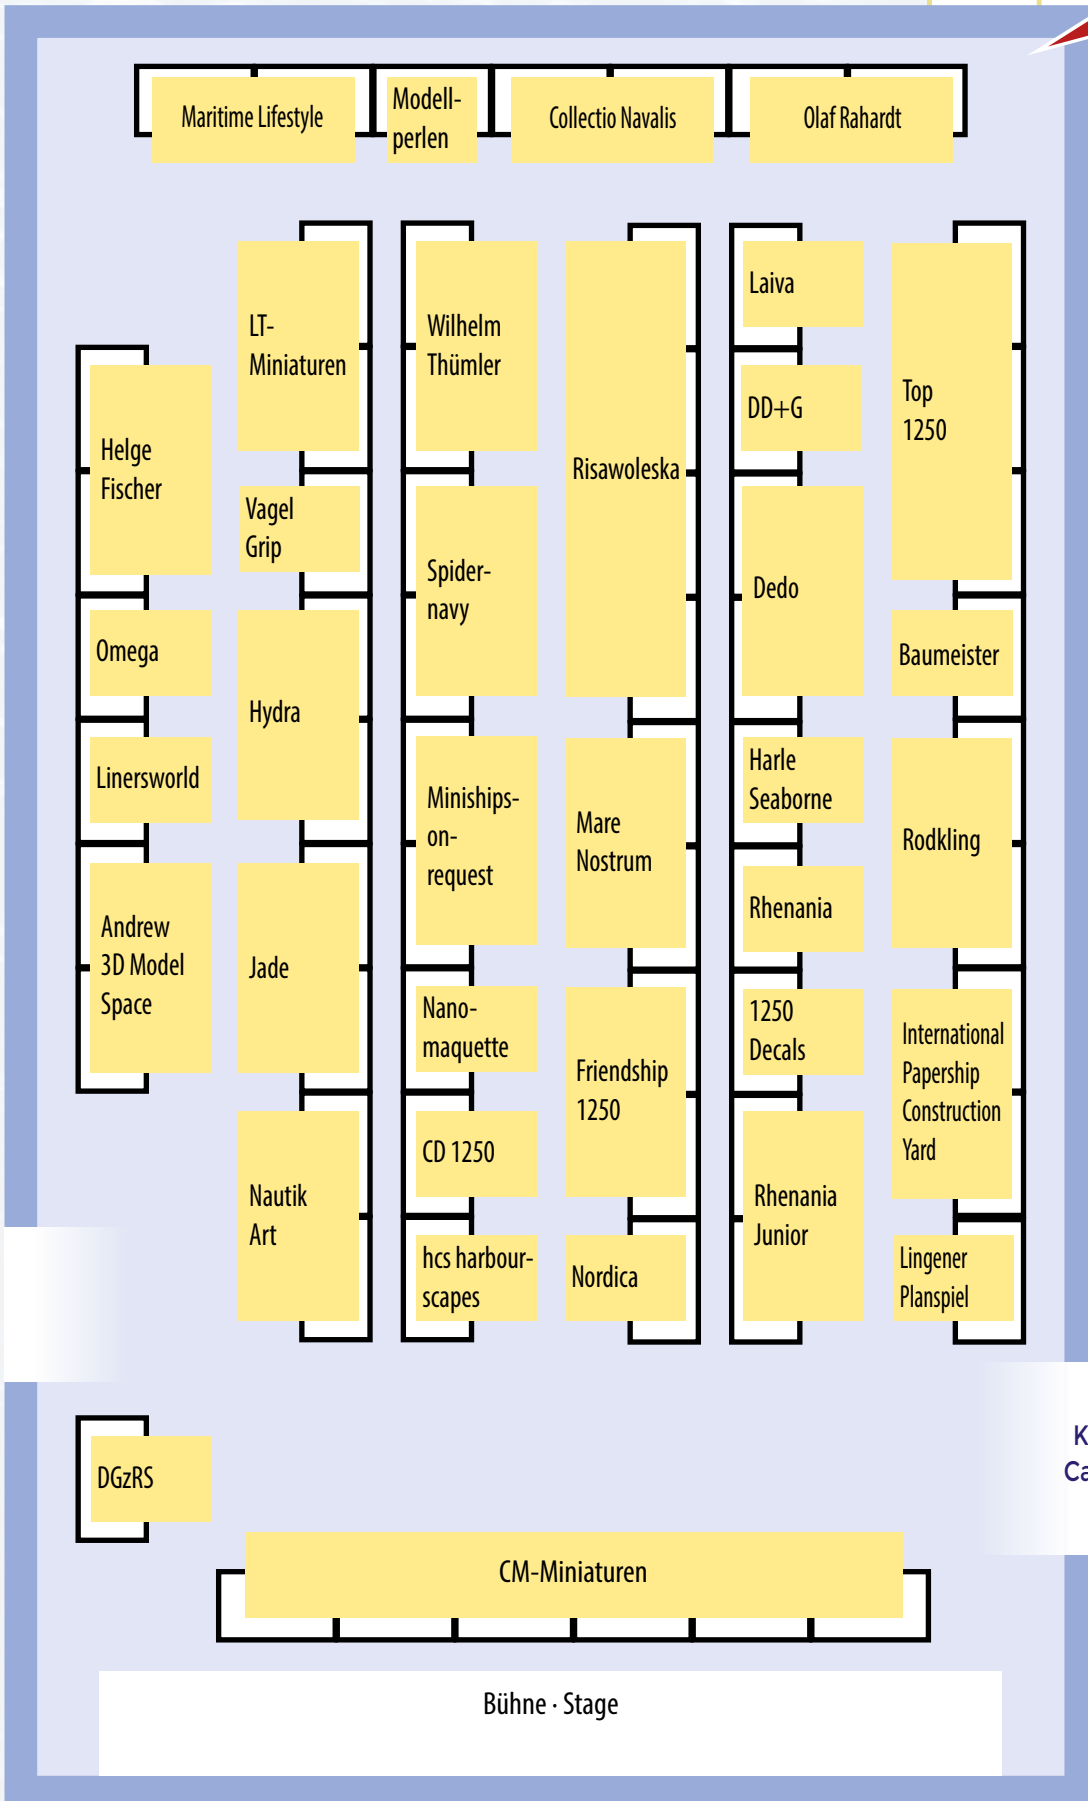 Maritime Lifestyle
Modell-
perlen
Collectio Navalis
Olaf Rahardt
Helge
Fischer
Omega
Linersworld
Andrew
3D Model
Space
LT-
Miniaturen
Vagel
Grip
Hydra
Jade
Nautik
Art
Wilhelm
Thümler
Spider-
navy
Miniships-
on-
request
Nano-
maquette
CD 1250
hcs harbour-
scapes
Risawoleska
Mare
Nostrum
Friendship
1250
Nordica
Laiva
DD+G
Dedo
Harle
Seaborne
Rhenania
1250
Decals
Rhenania
Junior
Top
1250
Baumeister
Rodkling
International
Papership
Construction
Yard
Lingener
Planspiel
K
Ca
DGzRS
CM-Miniaturen
Bühne · Stage